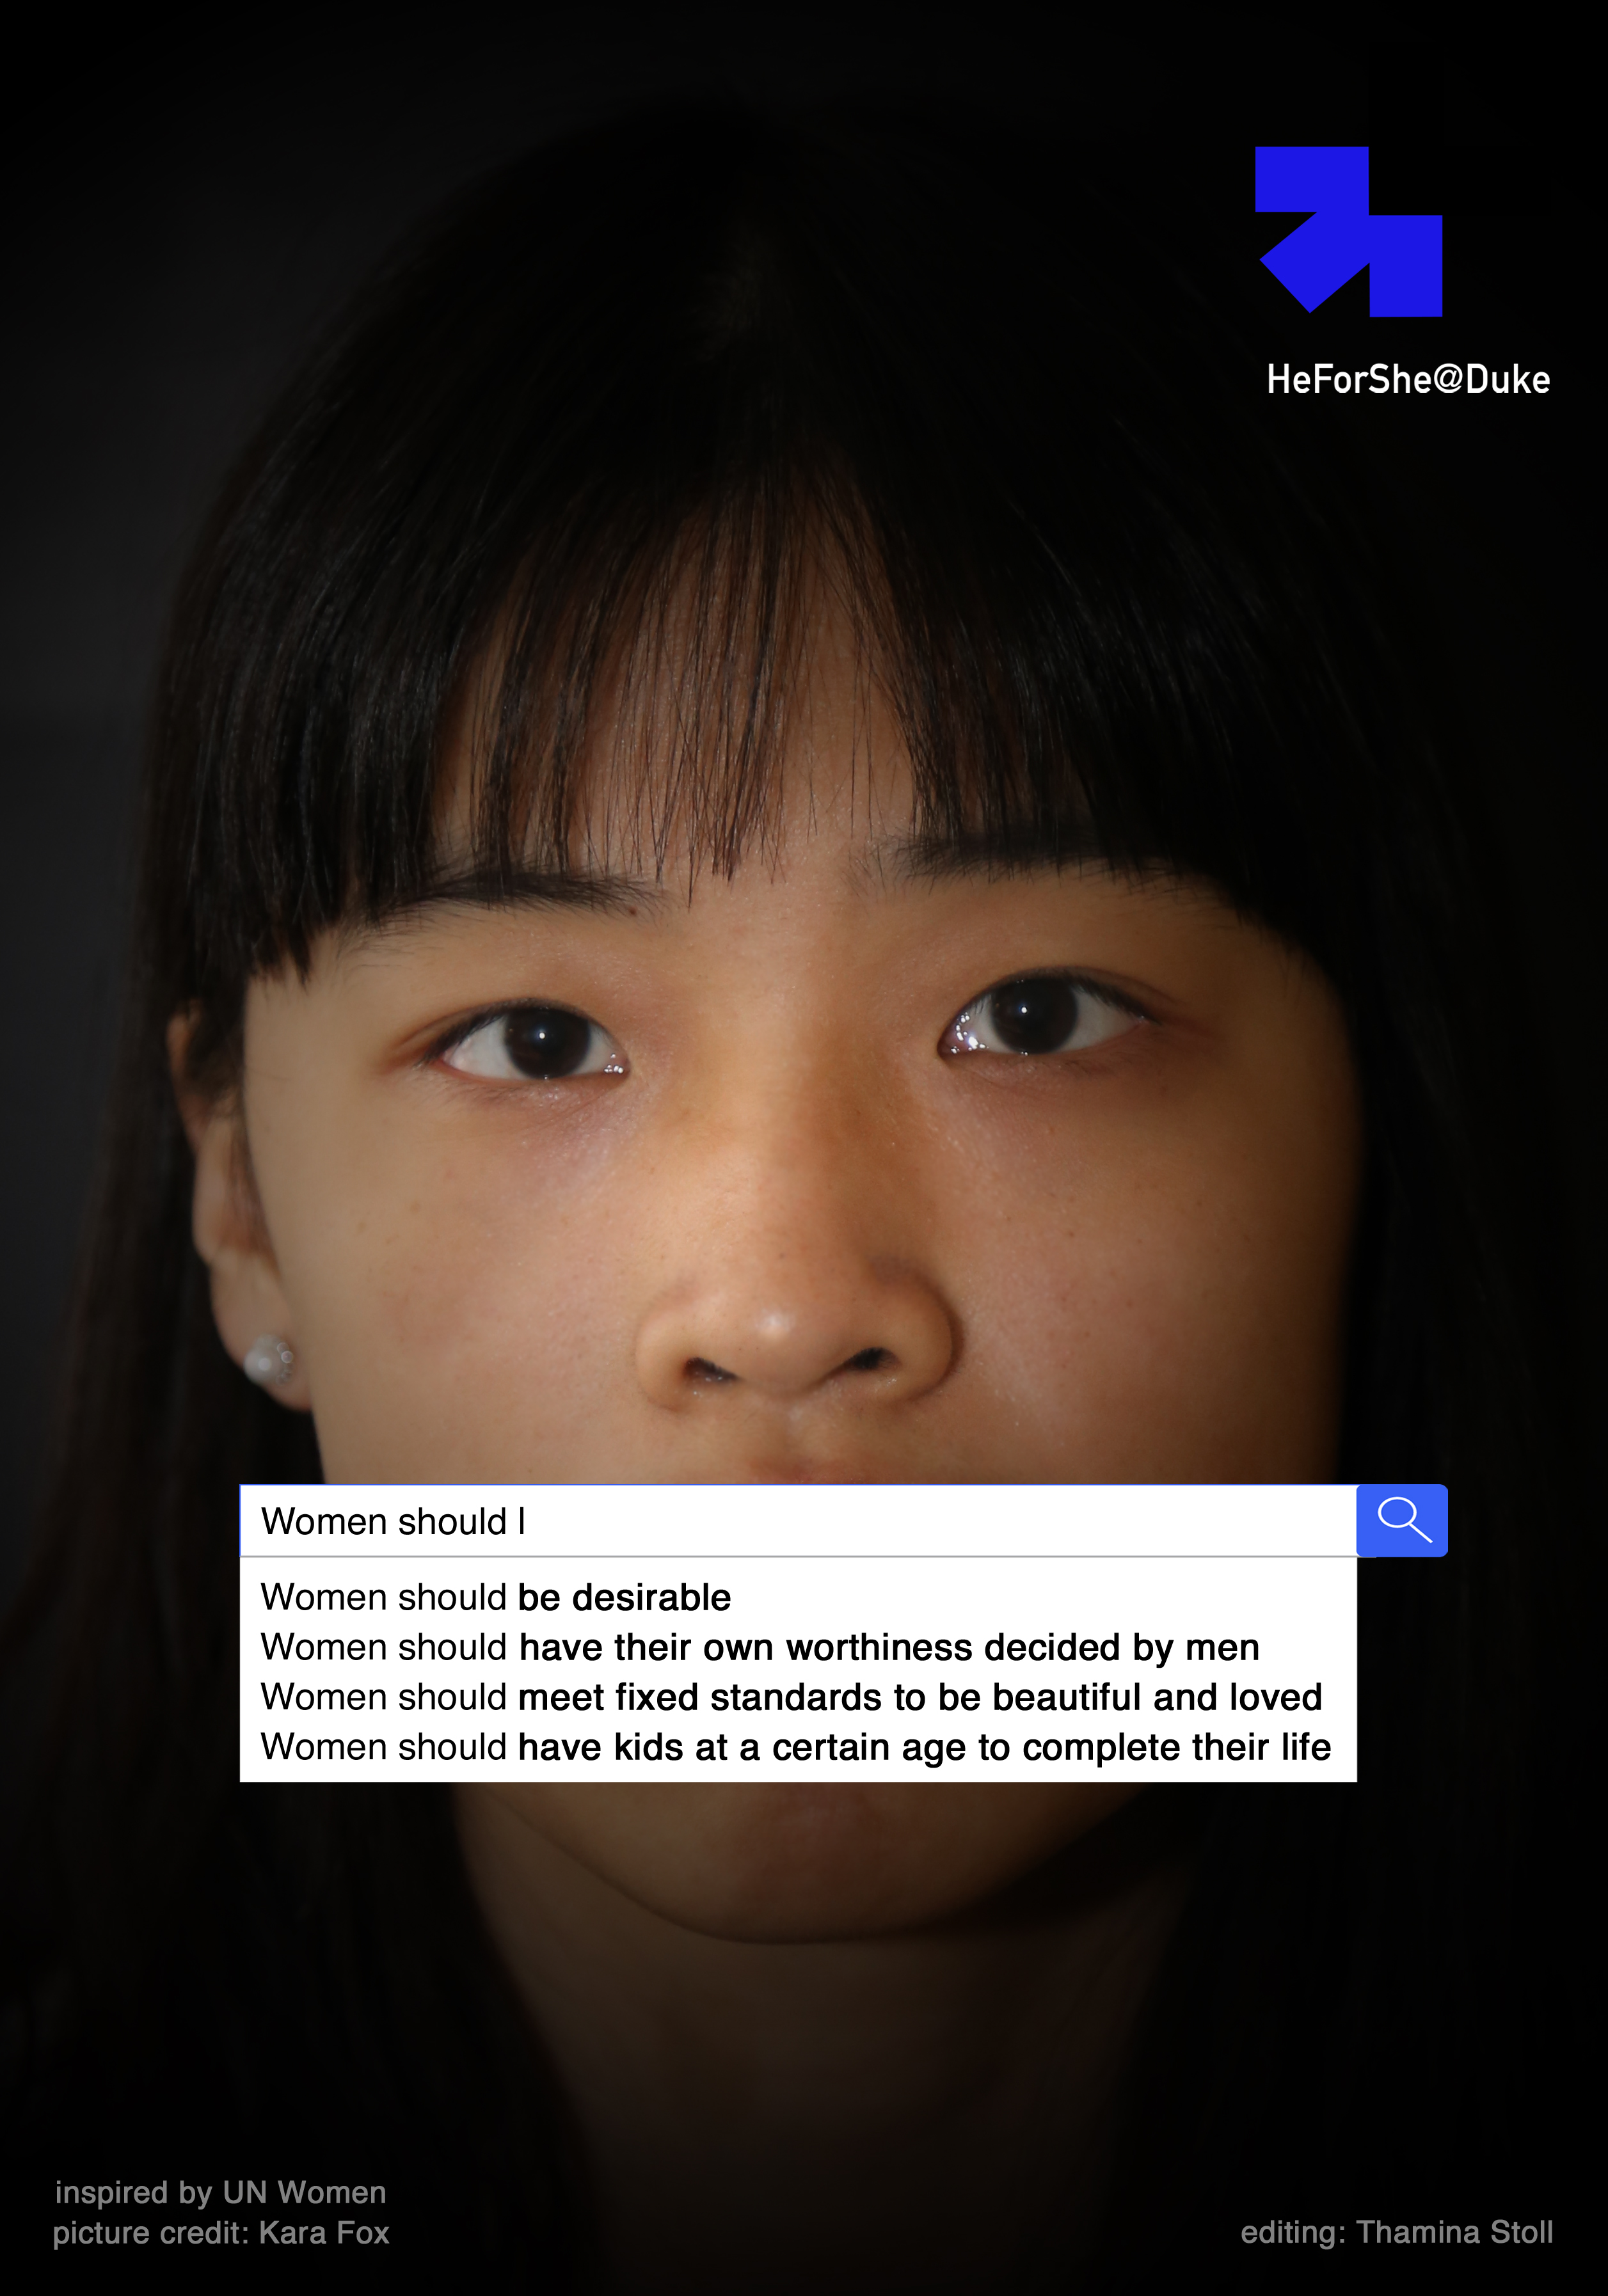 HeForShe@Duke
Women should
Women should be desirable
Women should have their own worthiness decided by men
Women should meet fixed standards to be beautiful and loved
Women should have kids at a certain age to complete their life
inspired by UN Women
picture credit: Kara Fox
editing: Thamina Stoll